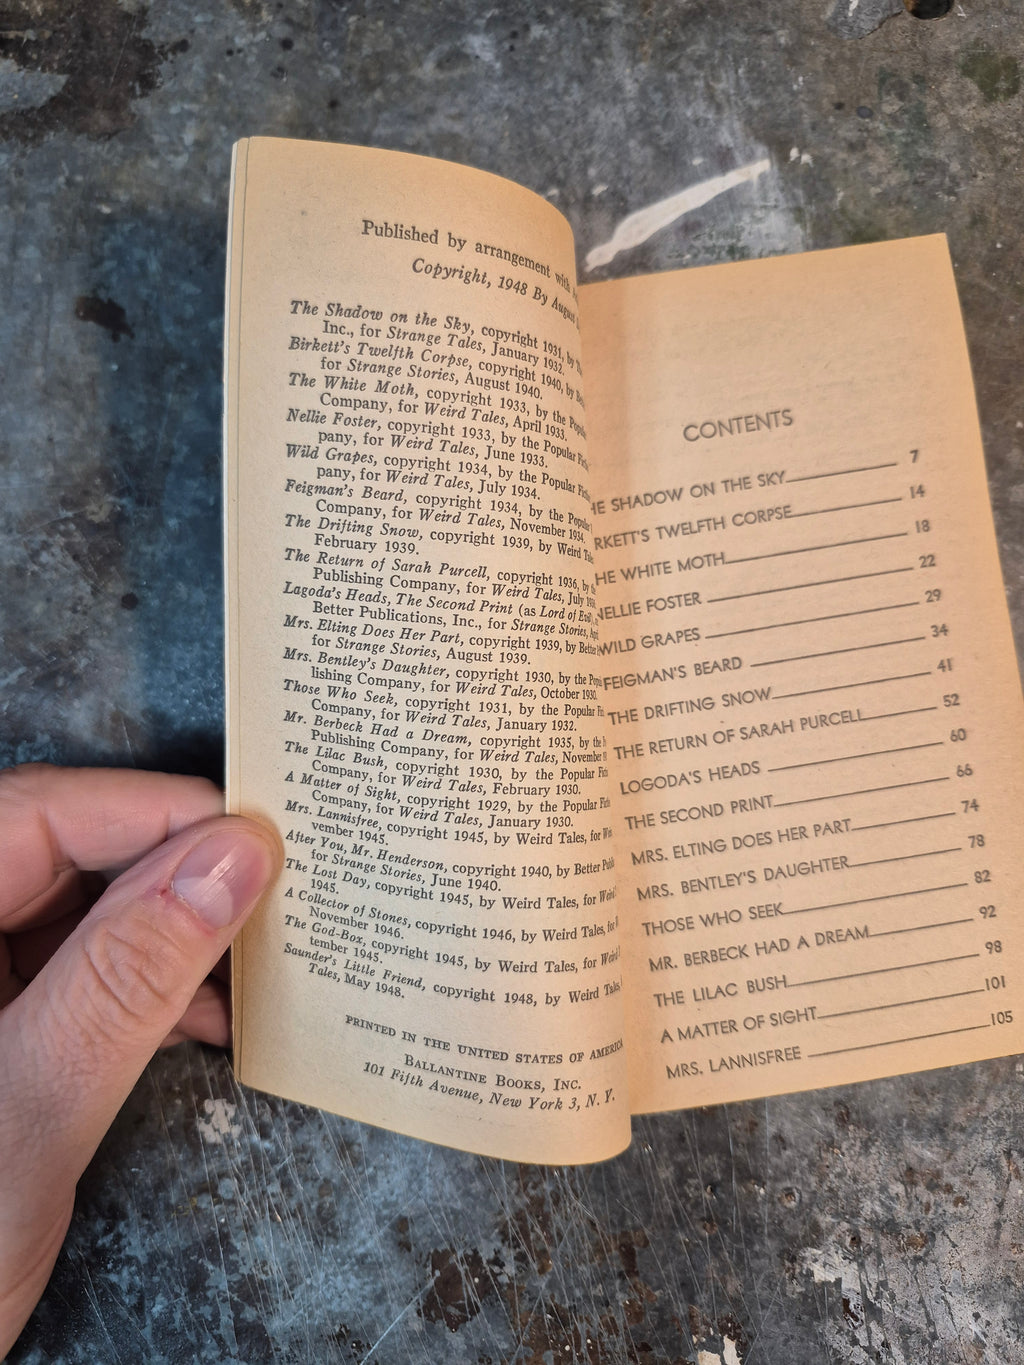 Published by arrangement with
Copyright, 1948 By August
The Shadow on the Sky, copyright 1931, by
Inc., for Strange Tales, January 1932.
Birkett's Twelfth Corpse, copyright 1940, by
for Strange Stories, August 1940.
The White Moth, copyright 1933, by the
Company, for Weird Tales, April 1933.
Nellie Foster, copyright 1933, by the Popular
pany, for Weird Tales, June 1933.
Wild Grapes, copyright 1934, by the Popular
pany, for Weird Tales, July 1934.
Feigman's Beard, copyright 1934, by the
Company, for Weird Tales, November 1934.
The Drifting Snow, copyright 1939, by Weird
February 1939.
The Return of Sarah Purcell, copyright 1936, by
Publishing Company, for Weird Tales, July
Lagoda's Heads, The Second Print (as Lord of Evil),
Better Publications, Inc., for Strange Stories,
Mrs. Elting Does Her Part, copyright 1939, by Better
for Strange Stories, August 1939.
Mrs. Bentley's Daughter, copyright 1930, by the
lishing Company, for Weird Tales, October 1930.
Those Who Seek, copyright 1931, by the Popular
Company, for Weird Tales, January 1932.
Mr. Berbeck Had a Dream, copyright 1935, by the
Publishing Company, for Weird Tales, November
The Lilac Bush, copyright 1930, by the Popular
Company, for Weird Tales, February 1930.
A Matter of Sight, copyright 1929, by the Popular
Company, for Weird Tales, January 1930.
Mrs. Lannisfree, copyright 1945, by Weird Tales, for
vember 1945.
After You, Mr. Henderson, copyright 1940, by Better
for Strange Stories, June 1940.
The Lost Day, copyright 1945, by Weird Tales, for
1945.
A Collector of Stones, copyright 1946, by Weird Tales, for
November 1946.
The God-Box, copyright 1945, by Weird Tales, for
tember 1945.
Saunder's Little Friend, copyright 1948, by Weird
Tales, May 1948.
PRINTED IN THE UNITED STATES OF AMERICA
BALLANTINE BOOKS, INC.
101 Fifth Avenue, New York 3, N. Y.
CONTENTS
HE SHADOW ON THE SKY 7
RKETT'S TWELFTH CORPSE 14
HE WHITE MOTH 18
NELLIE FOSTER 22
WILD GRAPES 29
FEIGMAN'S BEARD 34
THE DRIFTING SNOW 41
THE RETURN OF SARAH PURCELL 52
LOGODA'S HEADS 60
THE SECOND PRINT 66
MRS. ELTING DOES HER PART 74
MRS. BENTLEY'S DAUGHTER 78
THOSE WHO SEEK 82
MR. BERBECK HAD A DREAM 92
THE LILAC BUSH 98
A MATTER OF SIGHT 101
MRS. LANNISFREE 105